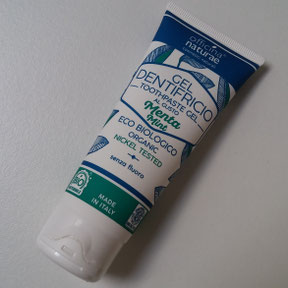 officina
naturae
GEL
DENTIFRICIO
TOOTHPASTE GEL
AL GUSTO
Menta
Mint
ECO BIOLOGICO
ORGANIC
NICKEL TESTED
senza fluoro
MADE
IN ITALY